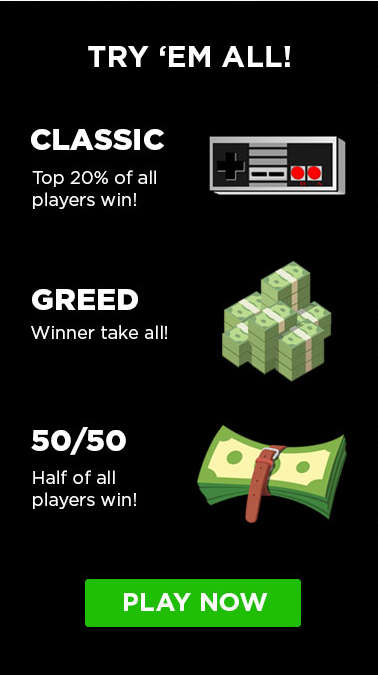 TRY ‘EM ALL!
CLASSIC
Top 20% of all
players win!
GREED
Winner take all!
50/50
Half of all
players win!
PLAY NOW